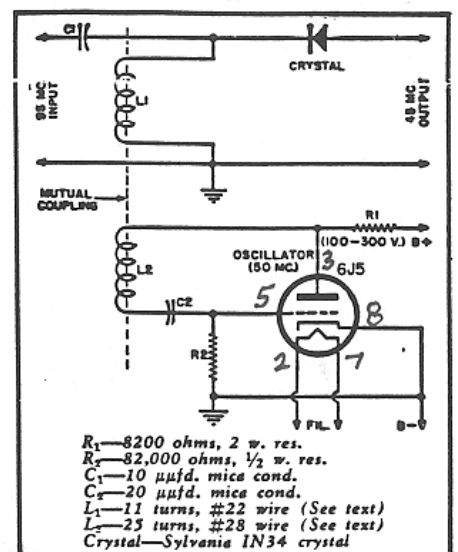 C1
CRYSTAL
98 MC
INPUT
L1
48 MC
OUTPUT
MUTUAL
COUPLING
R1
(100-300 V.) B+
OSCILLATOR
(50 MC.)
3
6J5
L2
C2
5
8
R2
2
7
FIL.
B-
R₁—8200 ohms, 2 w. res.
R₂—82,000 ohms, ½ w. res.
C₁—10 µµfd. mica cond.
C₂—20 µµfd. mica cond.
L₁—11 turns, #22 wire (See text)
L₂—25 turns, #28 wire (See text)
Crystal—Sylvania IN34 crystal